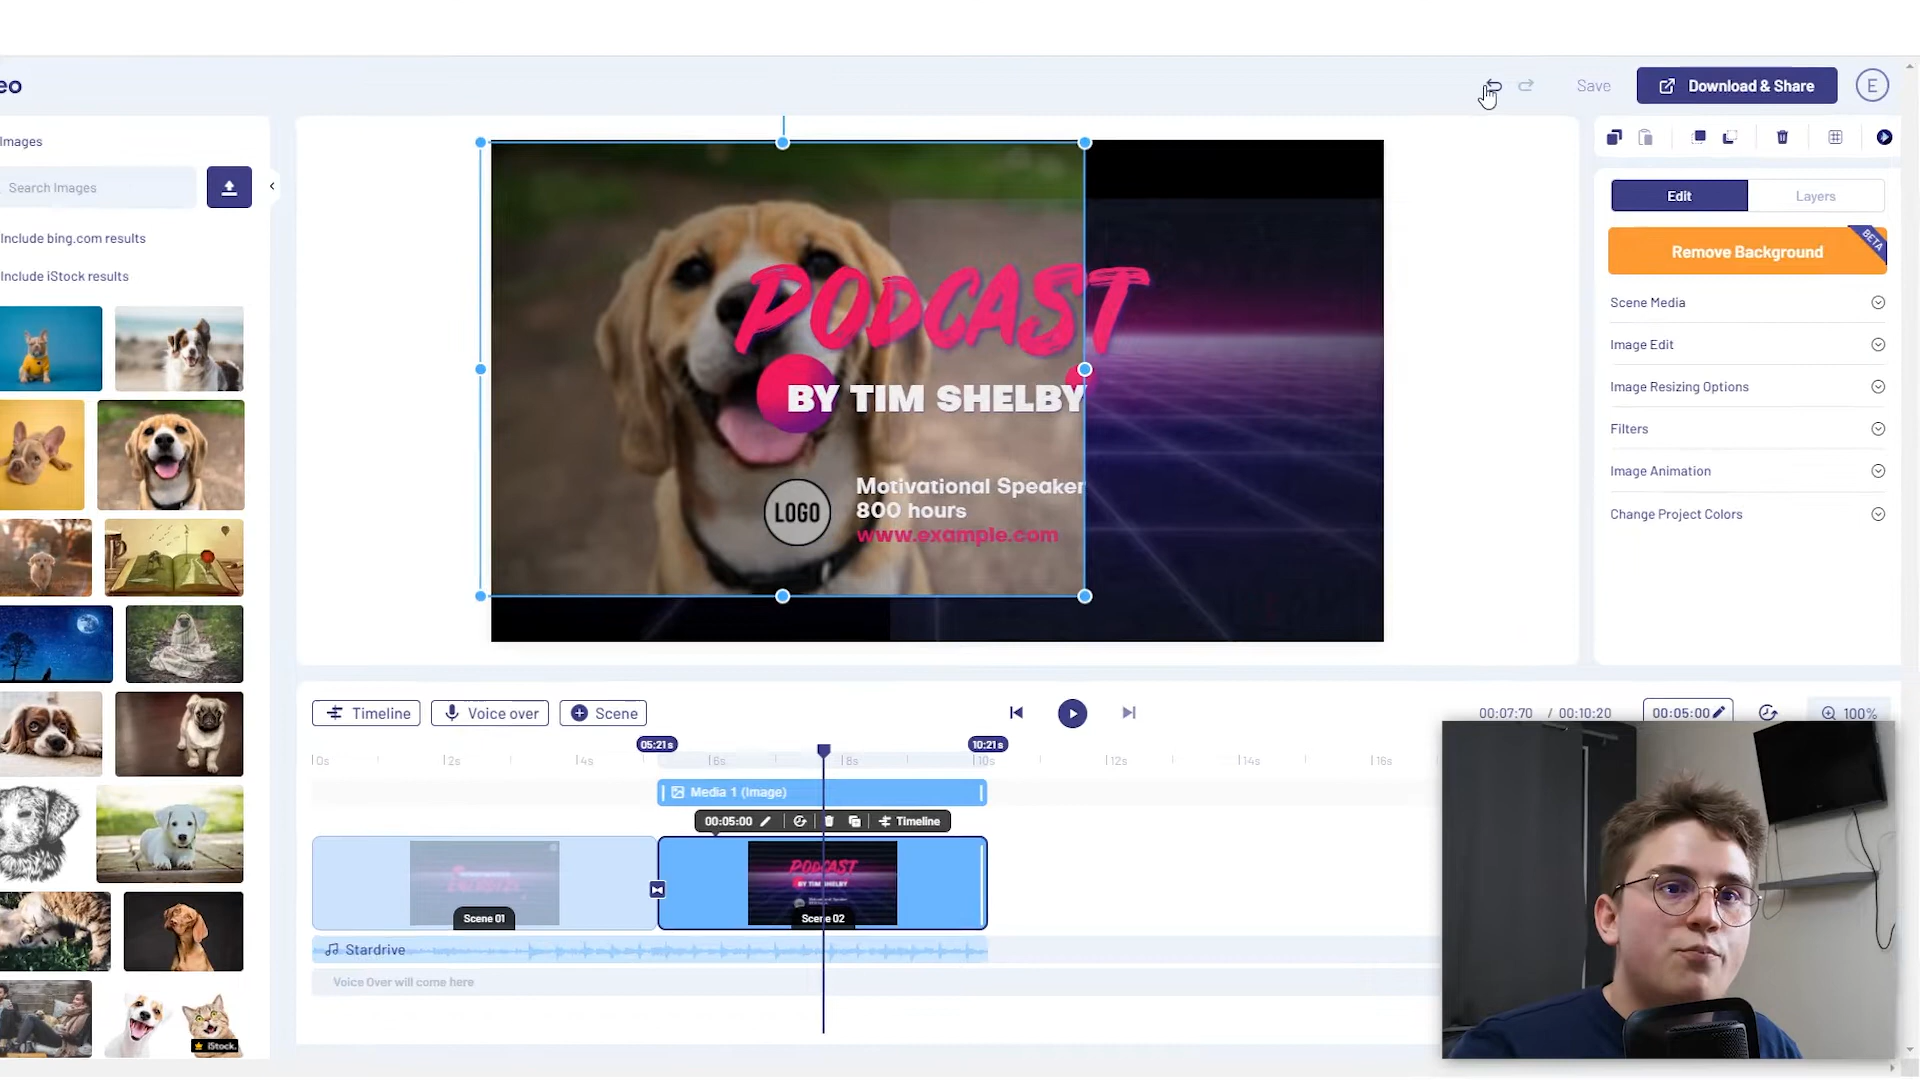 eo
Save
Download & Share
E
Images
Search Images
Include bing.com results
Include iStock results
iStock.
PODCAST
BY TIM SHELBY
LOGO
Motivational Speaker
800 hours
www.example.com
Edit
Layers
Remove Background
BETA
Scene Media
Image Edit
Image Resizing Options
Filters
Image Animation
Change Project Colors
Timeline
Voice over
Scene
00:07:70 / 00:10:20
00:05:00
100%
05:21s
10:21s
0s
2s
4s
6s
8s
10s
12s
14s
16s
Media 1 (Image)
00:05:00
Timeline
Scene 01
PODCAST
BY TIM SHELBY
Scene 02
Stardrive
Voice Over will come here